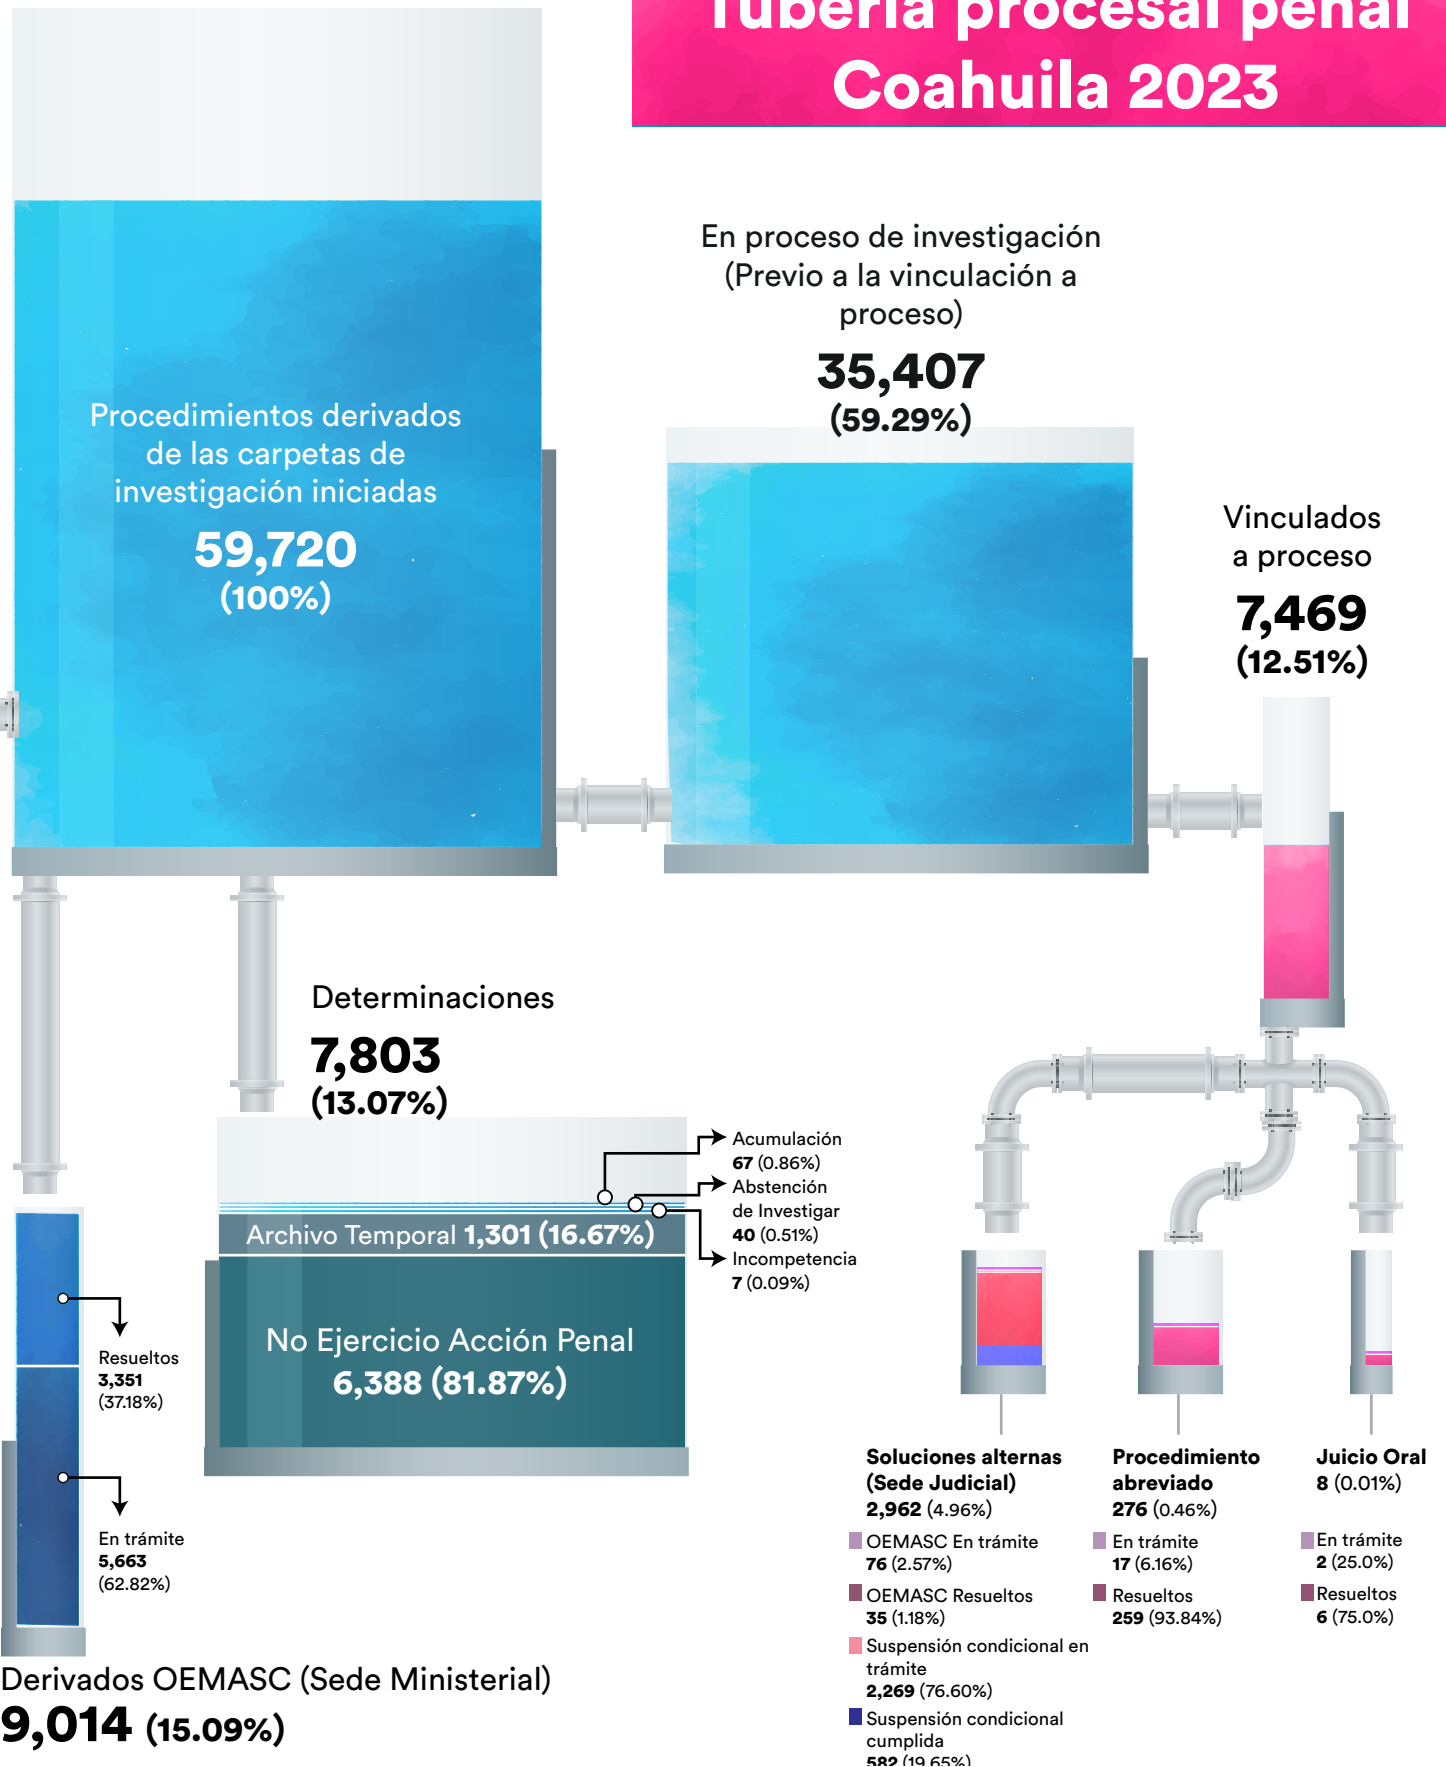 Tubería procesal penal
Coahuila 2023
Procedimientos derivados
de las carpetas de
investigación iniciadas
59,720
(100%)
En proceso de investigación
(Previo a la vinculación a
proceso)
35,407
(59.29%)
Vinculados
a proceso
7,469
(12.51%)
Determinaciones
7,803
(13.07%)
Acumulación
67 (0.86%)
Abstención
de Investigar
40 (0.51%)
Incompetencia
7 (0.09%)
Archivo Temporal 1,301 (16.67%)
No Ejercicio Acción Penal
6,388 (81.87%)
Resueltos
3,351
(37.18%)
En trámite
5,663
(62.82%)
Derivados OEMASC (Sede Ministerial)
9,014 (15.09%)
Soluciones alternas
(Sede Judicial)
2,962 (4.96%)
OEMASC En trámite
76 (2.57%)
OEMASC Resueltos
35 (1.18%)
Suspensión condicional en
trámite
2,269 (76.60%)
Suspensión condicional
cumplida
582 (19.65%)
Procedimiento
abreviado
276 (0.46%)
En trámite
17 (6.16%)
Resueltos
259 (93.84%)
Juicio Oral
8 (0.01%)
En trámite
2 (25.0%)
Resueltos
6 (75.0%)